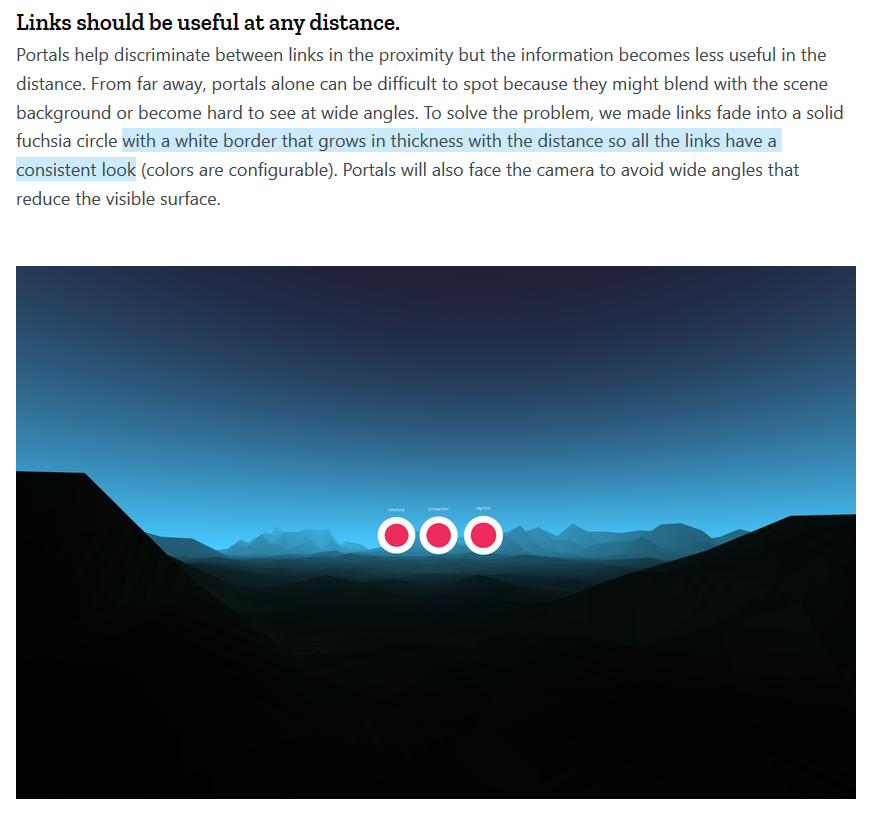 Links should be useful at any distance.
Portals help discriminate between links in the proximity but the information becomes less useful in the
distance. From far away, portals alone can be difficult to spot because they might blend with the scene
background or become hard to see at wide angles. To solve the problem, we made links fade into a solid
fuchsia circle with a white border that grows in thickness with the distance so all the links have a
consistent look (colors are configurable). Portals will also face the camera to avoid wide angles that
reduce the visible surface.